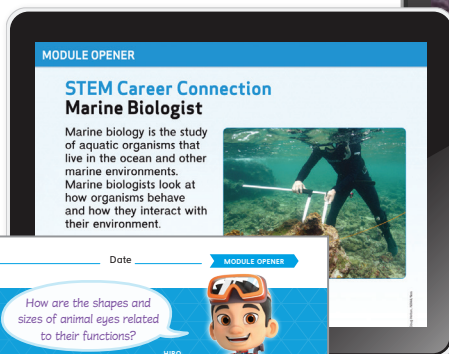 MODULE OPENER
STEM Career Connection
Marine Biologist
Marine biology is the study
of aquatic organisms that
live in the ocean and other
marine environments.
Marine biologists look at
how organisms behave
and how they interact with
their environment.
Date
MODULE OPENER
How are the shapes and
sizes of animal eyes related
to their functions?
HIRO